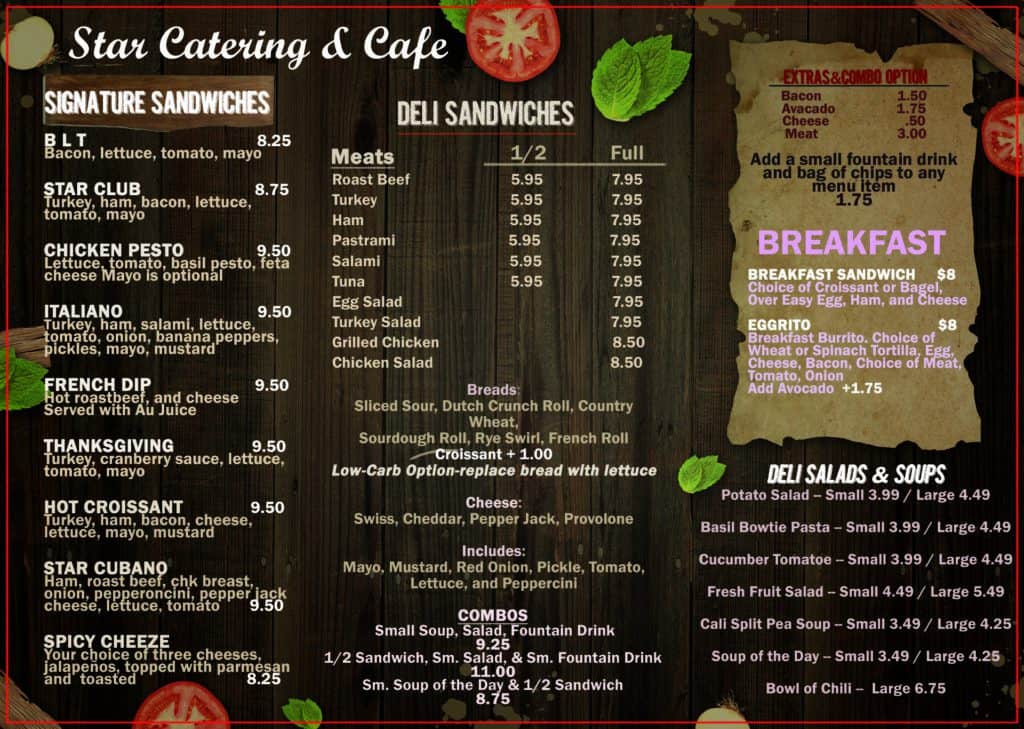 Star Catering & Cafe
SIGNATURE SANDWICHES
B L T 8.25
Bacon, lettuce, tomato, mayo
STAR CLUB 8.75
Turkey, ham, bacon, lettuce,
tomato, mayo
CHICKEN PESTO 9.50
Lettuce, tomato, basil pesto, feta
cheese Mayo is optional
ITALIANO 9.50
Turkey, ham, salami, lettuce,
tomato, onion, banana peppers,
pickles, mayo, mustard
FRENCH DIP 9.50
Hot roastbeef, and cheese
Served with Au Juice
THANKSGIVING 9.50
Turkey, cranberry sauce, lettuce,
tomato, mayo
HOT CROISSANT 9.50
Turkey, ham, bacon, cheese,
lettuce, mayo, mustard
STAR CUBANO
Ham, roast beef, chk breast,
onion, pepperoncini, pepper jack
cheese, lettuce, tomato 9.50
SPICY CHEEZE
Your choice of three cheeses,
jalapenos, topped with parmesan
and toasted 8.25
DELI SANDWICHES
Meats 1/2 Full
Roast Beef 5.95 7.95
Turkey 5.95 7.95
Ham 5.95 7.95
Pastrami 5.95 7.95
Salami 5.95 7.95
Tuna 5.95 7.95
Egg Salad 7.95
Turkey Salad 7.95
Grilled Chicken 8.50
Chicken Salad 8.50
Breads:
Sliced Sour, Dutch Crunch Roll, Country
Wheat,
Sourdough Roll, Rye Swirl, French Roll
Croissant + 1.00
Low-Carb Option-replace bread with lettuce
Cheese:
Swiss, Cheddar, Pepper Jack, Provolone
Includes:
Mayo, Mustard, Red Onion, Pickle, Tomato,
Lettuce, and Peppercini
COMBOS
Small Soup, Salad, Fountain Drink
9.25
1/2 Sandwich, Sm. Salad, & Sm. Fountain Drink
11.00
Sm. Soup of the Day & 1/2 Sandwich
8.75
EXTRAS&COMBO OPTION
Bacon 1.50
Avacado 1.75
Cheese .50
Meat 3.00
Add a small fountain drink
and bag of chips to any
menu item
1.75
BREAKFAST
BREAKFAST SANDWICH $8
Choice of Croissant or Bagel,
Over Easy Egg, Ham, and Cheese
EGGRITO $8
Breakfast Burrito. Choice of
Wheat or Spinach Tortilla, Egg,
Cheese, Bacon, Choice of Meat,
Tomato, Onion
Add Avocado +1.75
DELI SALADS & SOUPS
Potato Salad – Small 3.99 / Large 4.49
Basil Bowtie Pasta – Small 3.99 / Large 4.49
Cucumber Tomatoe – Small 3.99 / Large 4.49
Fresh Fruit Salad – Small 4.49 / Large 5.49
Cali Split Pea Soup – Small 3.49 / Large 4.25
Soup of the Day – Small 3.49 / Large 4.25
Bowl of Chili – Large 6.75